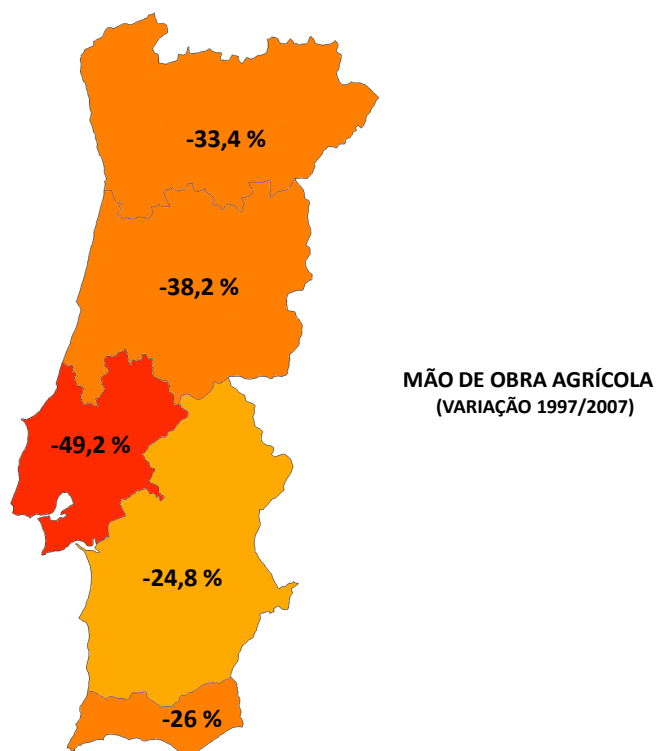 -33,4 %
-38,2 %
MÃO DE OBRA AGRÍCOLA
(VARIAÇÃO 1997/2007)
-49,2 %
-24,8 %
-26 %